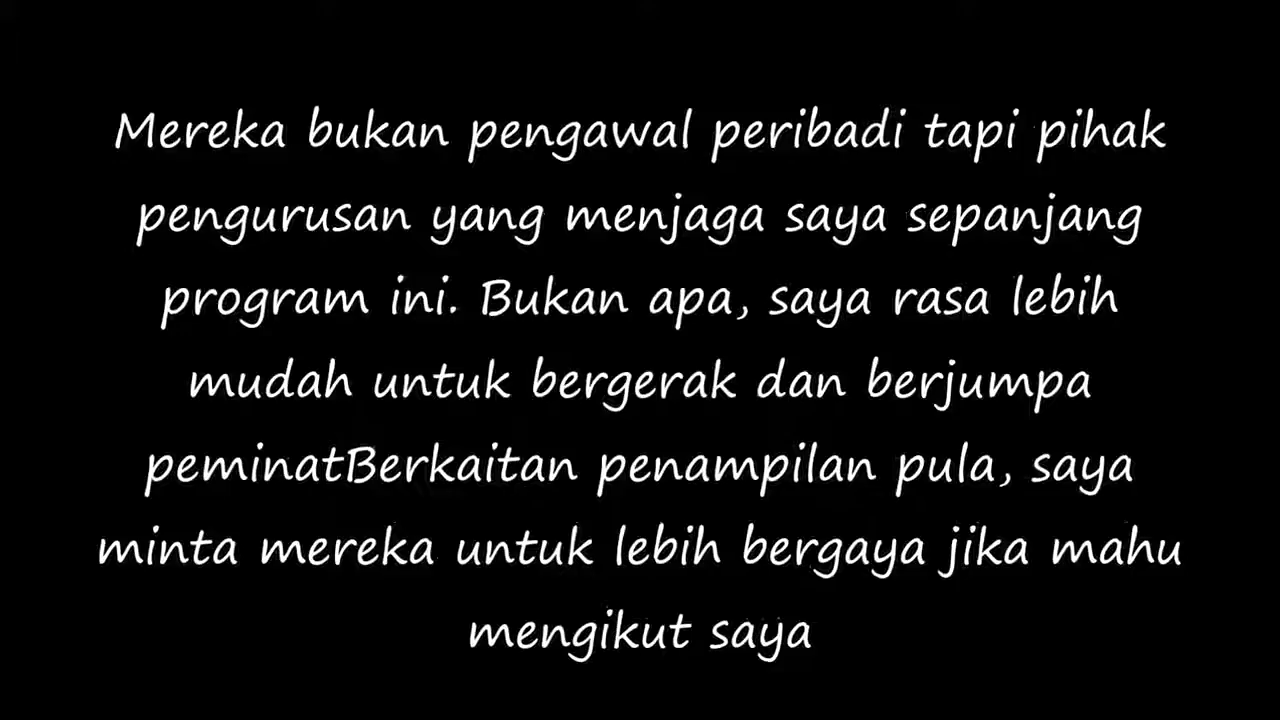 Mereka bukan pengawal peribadi tapi pihak
pengurusan yang menjaga saya sepanjang
program ini. Bukan apa, saya rasa lebih
mudah untuk bergerak dan berjumpa
peminatBerkaitan penampilan pula, saya
minta mereka untuk lebih bergaya jika mahu
mengikut saya